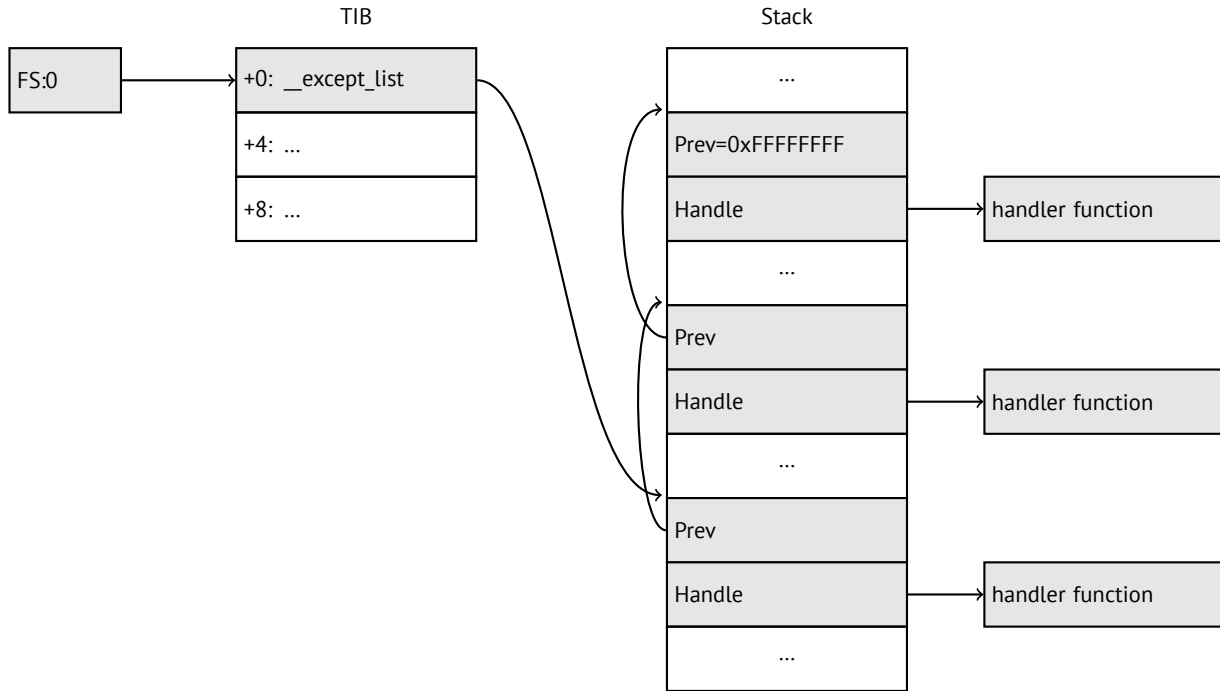 TIB
Stack
FS:0
+0: __except_list
+4: ...
+8: ...
...
Prev=0xFFFFFFFF
Handle
handler function
...
Prev
Handle
handler function
...
Prev
Handle
handler function
...